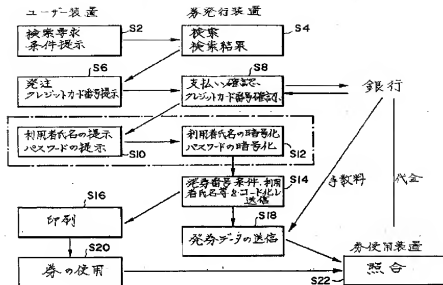 ユーザー装置
券発行装置
S2
S4
検索要求
条件提示
検索
検索結果
S6
S8
発注
クレジットカード番号提示
支払い確認、
クレジットカード番号確認
銀行
利用者氏名の提示
パスワードの提示
S10
利用者氏名の暗号化
パスワードの暗号化
S12
S14
発券番号、案件、利用
者氏名等をコード化し
送信
手数料
代金
S16
印刷
S18
発券データの送信
券使用装置
S20
券の使用
照合
S22